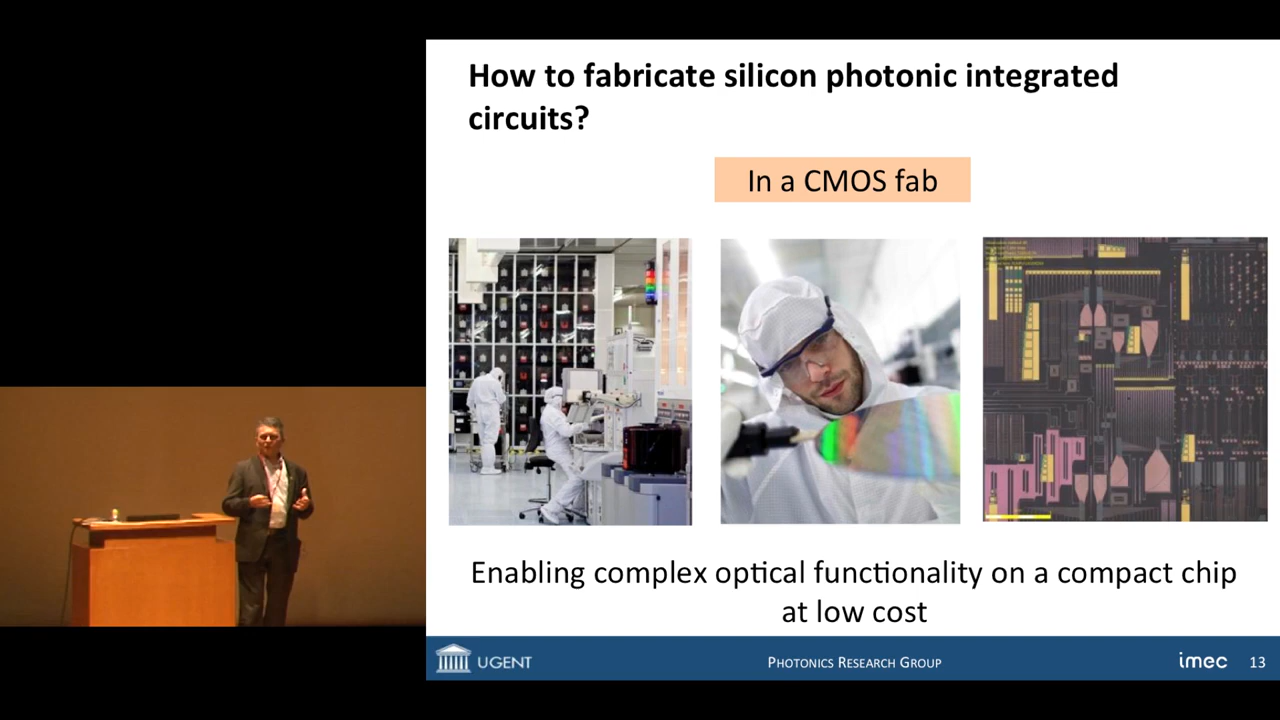 How to fabricate silicon photonic integrated
circuits?
In a CMOS fab
Enabling complex optical functionality on a compact chip
at low cost
UGENT
PHOTONICS RESEARCH GROUP
imec
13